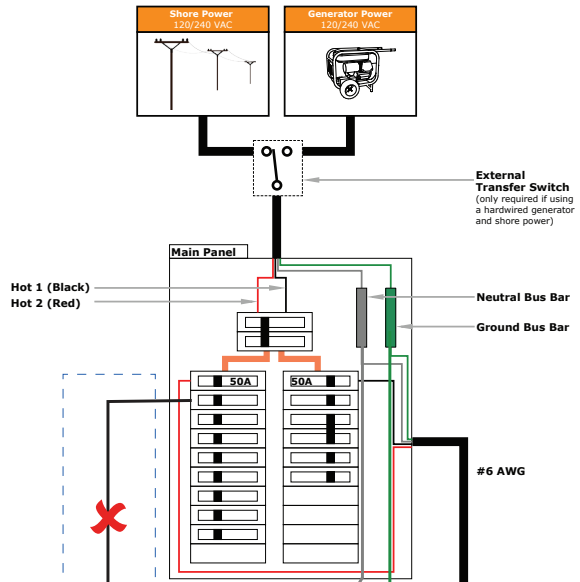 Shore Power
120/240 VAC
Generator Power
120/240 VAC
External
Transfer Switch
(only required if using
a hardwired generator
and shore power)
Main Panel
Hot 1 (Black)
Hot 2 (Red)
Neutral Bus Bar
Ground Bus Bar
50A
50A
#6 AWG